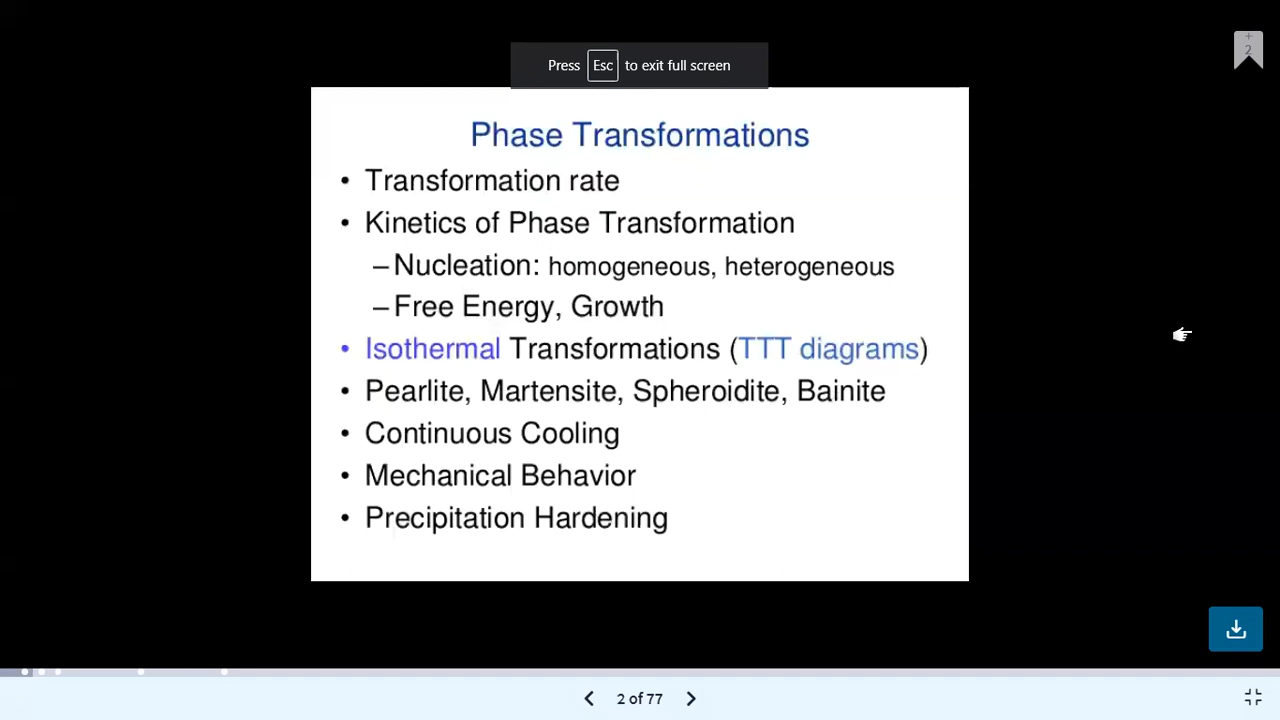 +
2
Press Esc to exit full screen
Phase Transformations
• Transformation rate
• Kinetics of Phase Transformation
– Nucleation: homogeneous, heterogeneous
– Free Energy, Growth
• Isothermal Transformations (TTT diagrams)
• Pearlite, Martensite, Spheroidite, Bainite
• Continuous Cooling
• Mechanical Behavior
• Precipitation Hardening
2 of 77